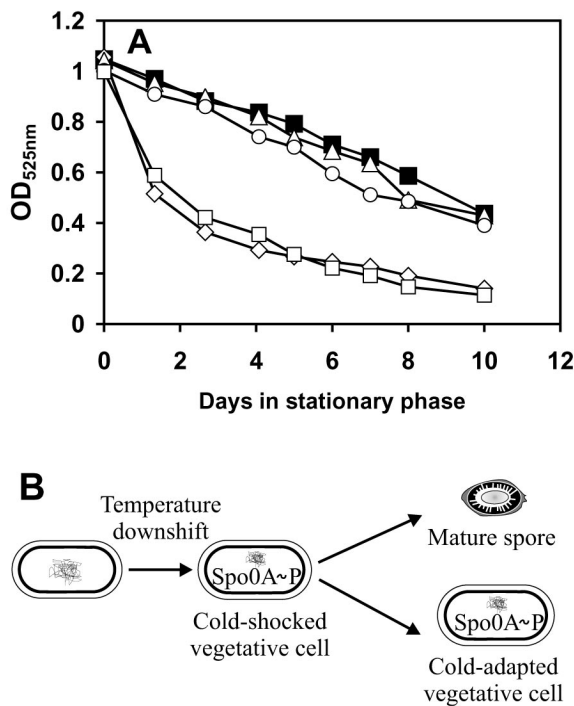 A
1.2
1
0.8
0.6
0.4
0.2
0
OD525nm
0 2 4 6 8 10 12
Days in stationary phase
B
Temperature
downshift
Spo0A~P
Cold-shocked
vegetative cell
Mature spore
Spo0A~P
Cold-adapted
vegetative cell